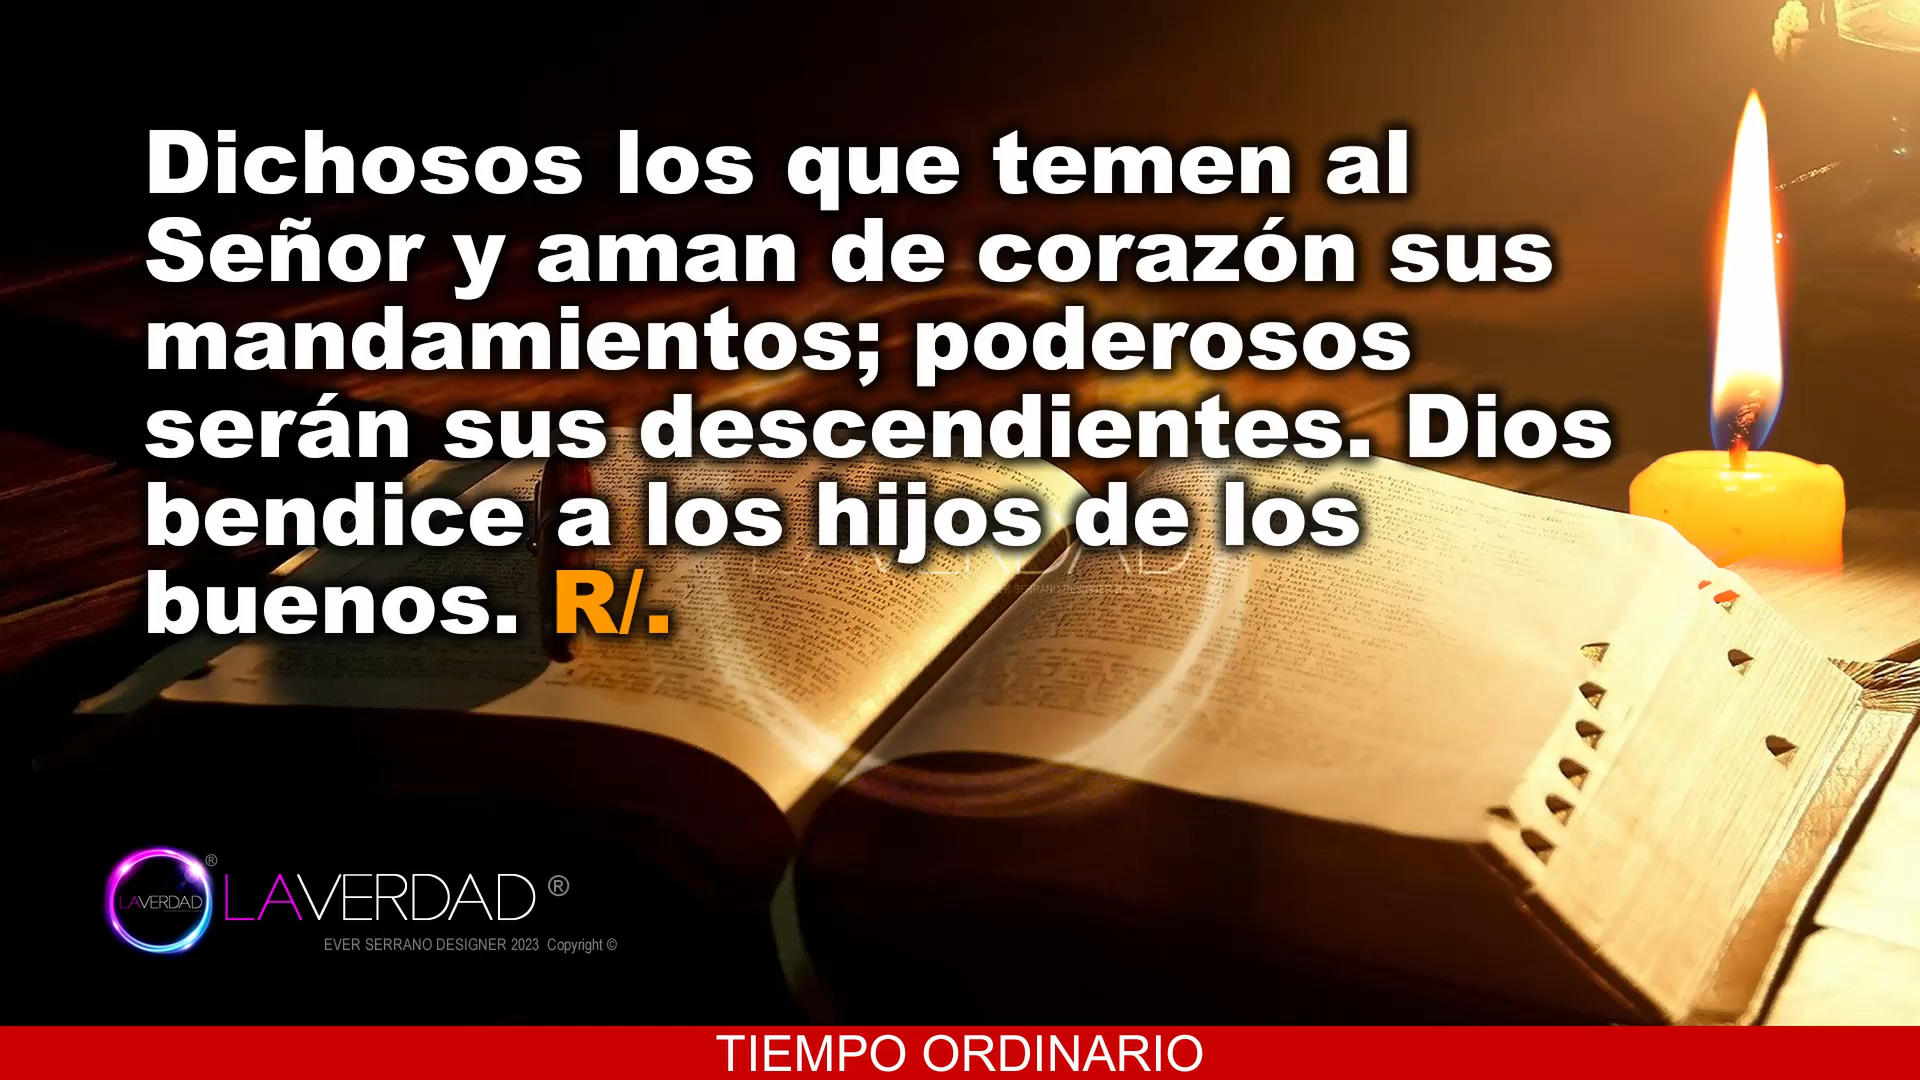 Dichosos los que temen al
Señor y aman de corazón sus
mandamientos; poderosos
serán sus descendientes. Dios
bendice a los hijos de los
buenos. R/.
LAVERDAD
LAVERDAD ®
EVER SERRANO DESIGNER 2023 Copyright ©
TIEMPO ORDINARIO